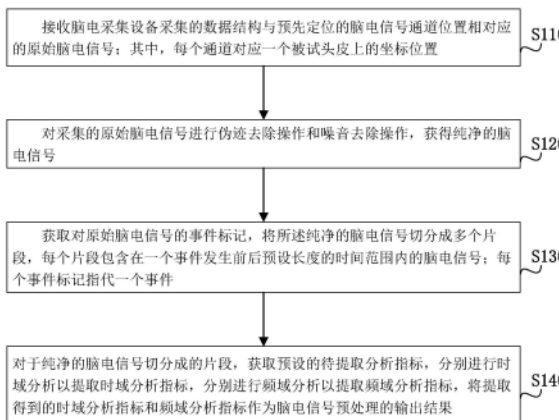 接收脑电采集设备采集的数据结构与预先定位的脑电信号通道位置相对应
的原始脑电信号；其中，每个通道对应一个被试头皮上的坐标位置
S110
对采集的原始脑电信号进行伪迹去除操作和噪音去除操作，获得纯净的脑
电信号
S120
获取对原始脑电信号的事件标记，将所述纯净的脑电信号切分成多个片
段，每个片段包含在一个事件发生前后预设长度的时间范围内的脑电信号；每
个事件标记指代一个事件
S130
对于纯净的脑电信号切分成的片段，获取预设的待提取分析指标，分别进行时
域分析以提取时域分析指标，分别进行频域分析以提取频域分析指标，将提取
得到的时域分析指标和频域分析指标作为脑电信号预处理的输出结果
S140